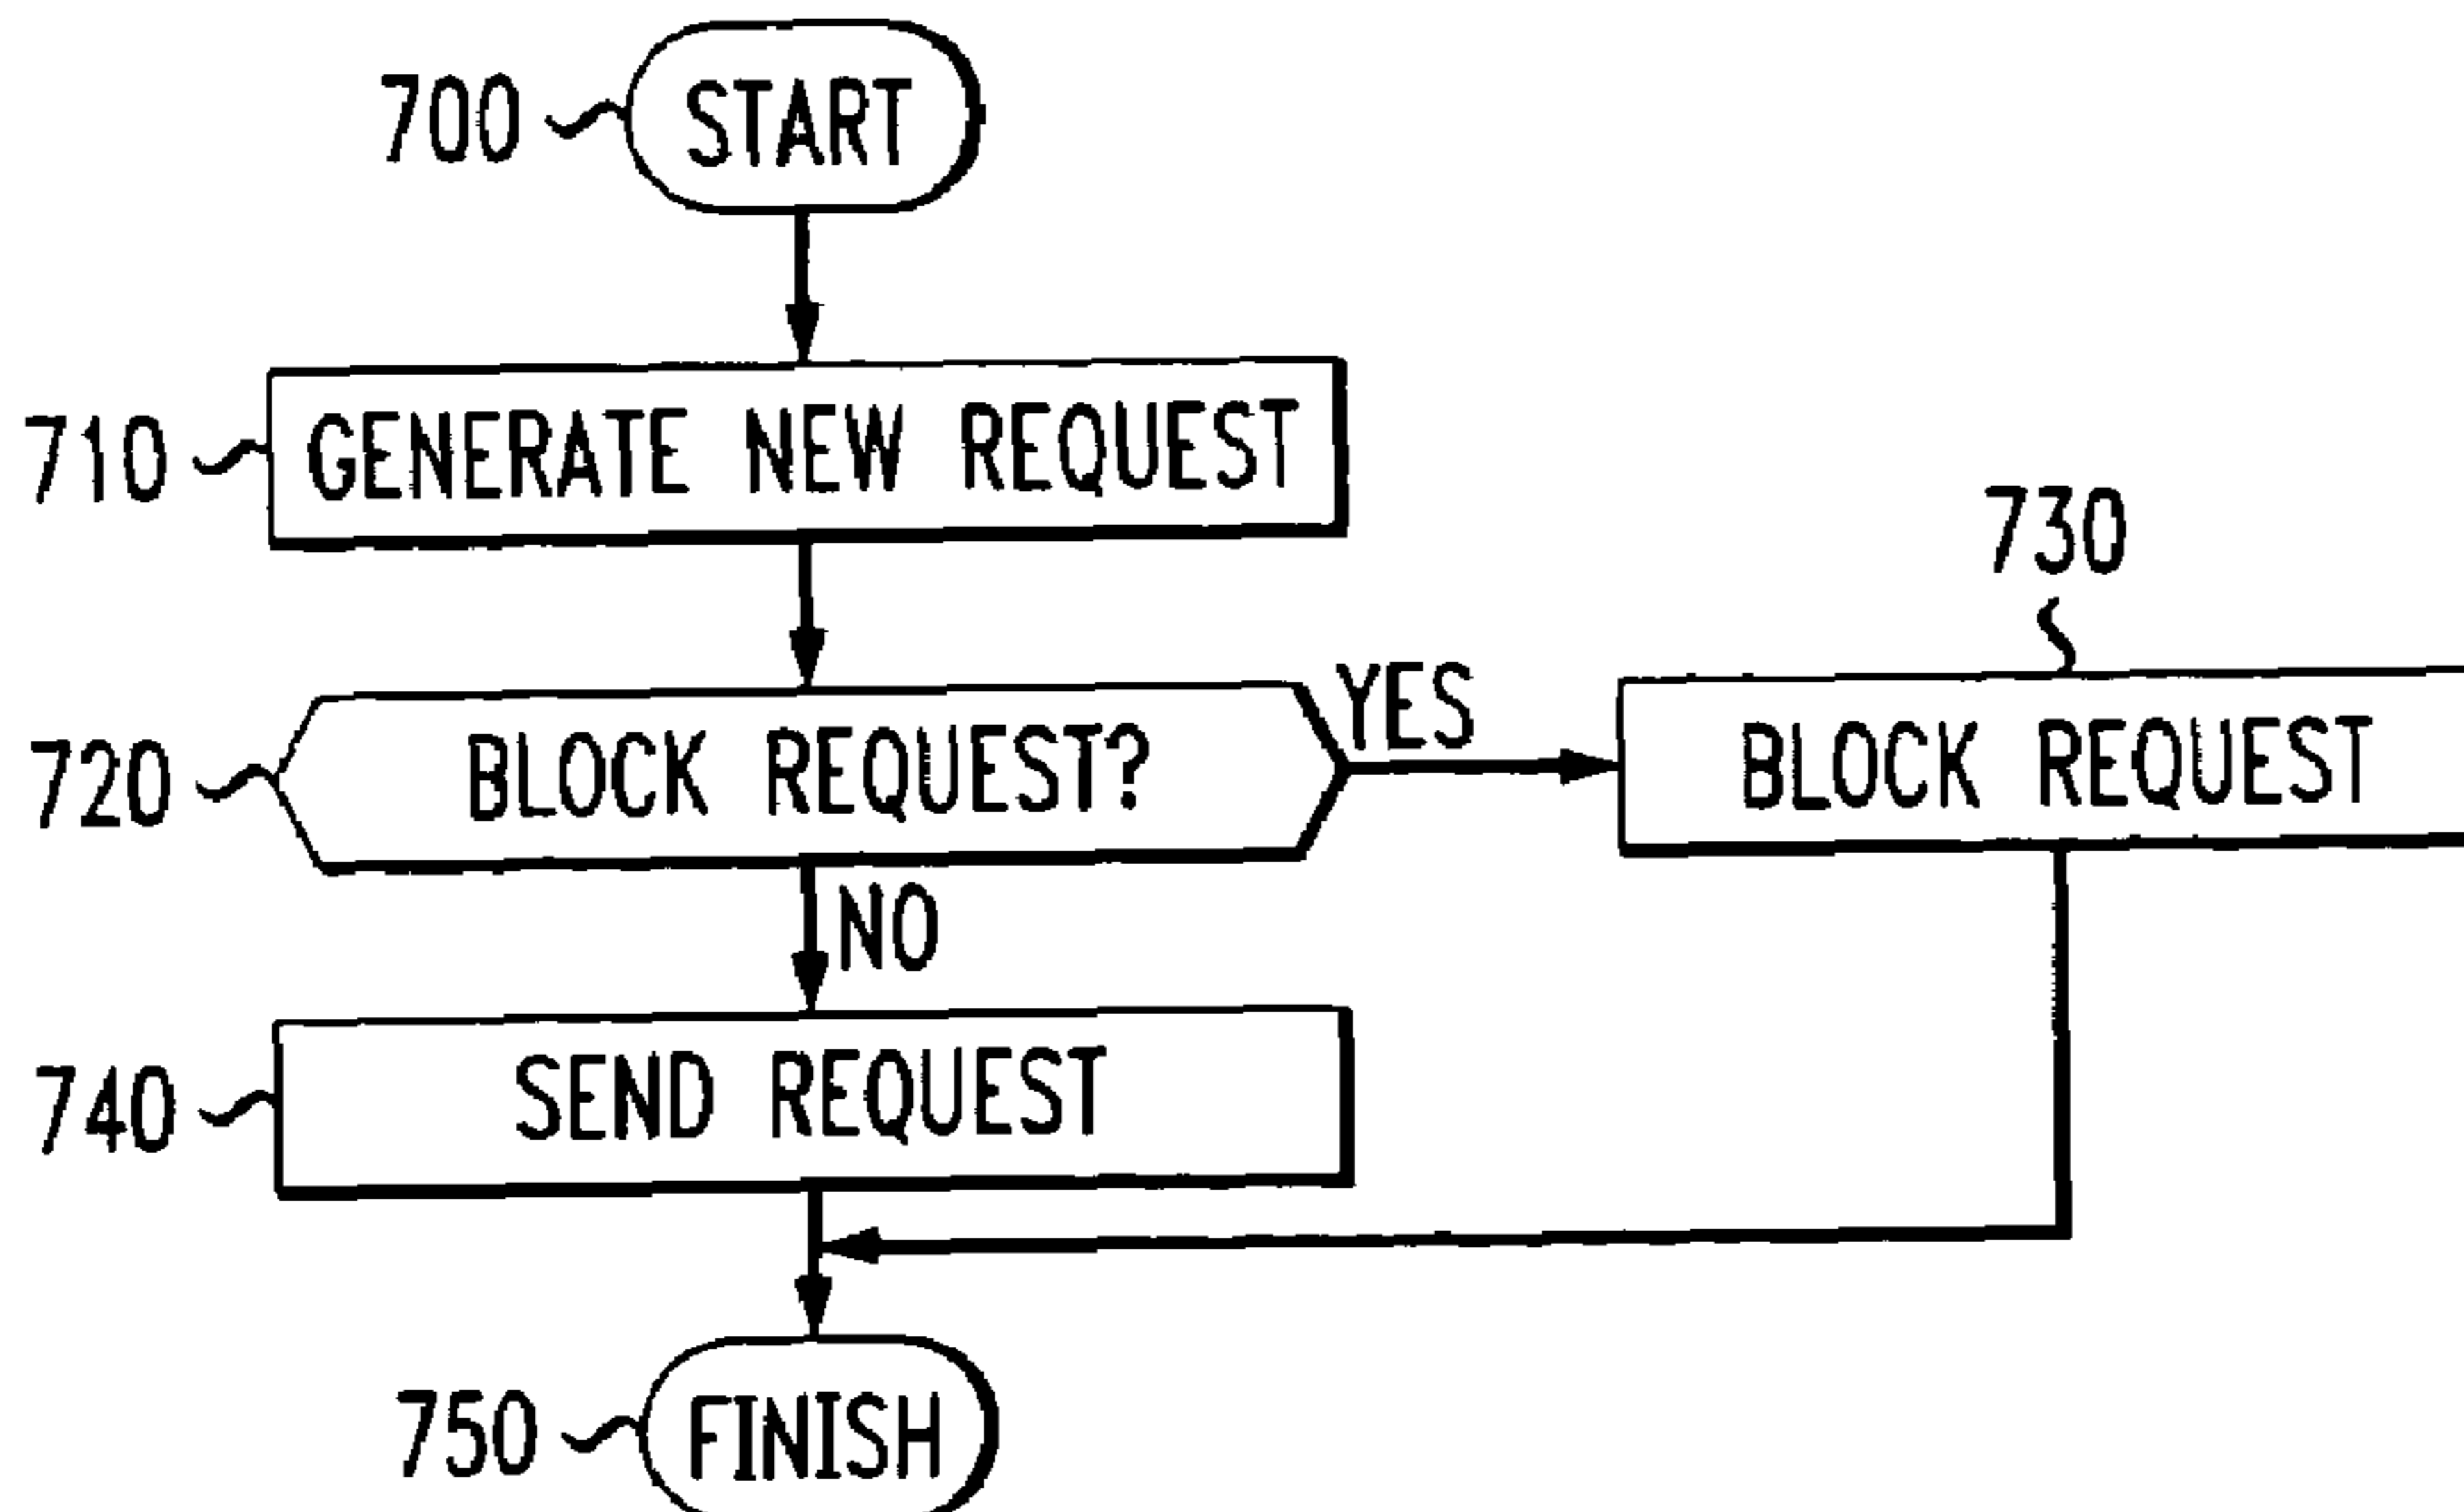 700 START
710 GENERATE NEW REQUEST
730
720 BLOCK REQUEST? YES BLOCK REQUEST
NO
740 SEND REQUEST
750 FINISH